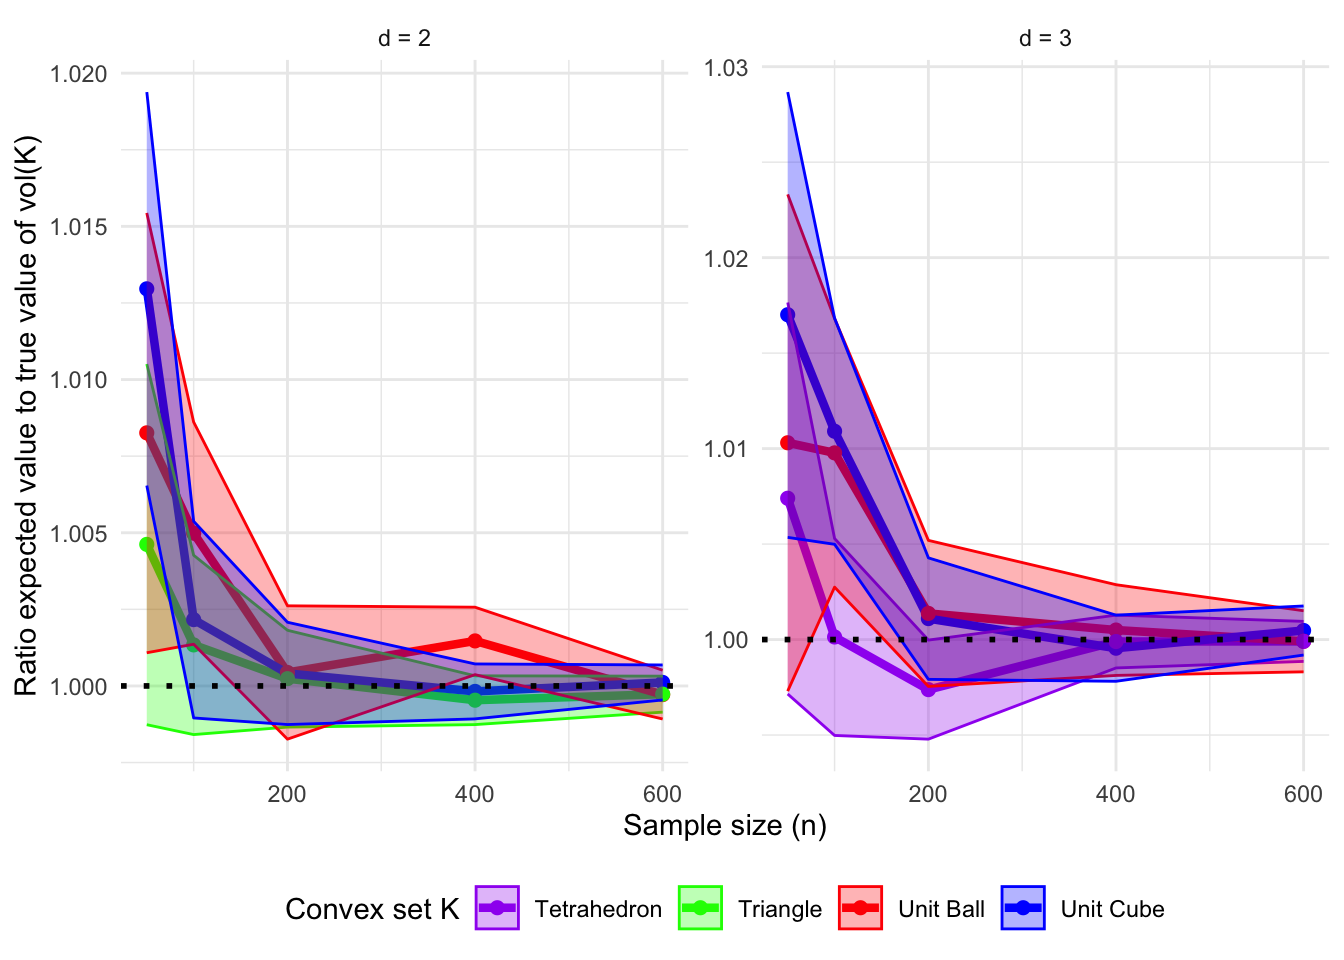 d = 2
d = 3
Ratio expected value to true value of vol(K)
1.020
1.015
1.010
1.005
1.000
1.03
1.02
1.01
1.00
200
400
600
200
400
600
Sample size (n)
Convex set K
Tetrahedron
Triangle
Unit Ball
Unit Cube